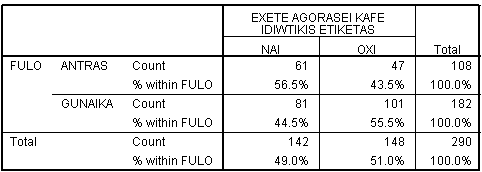 EXETE AGORASEI KAFE
IDIWTIKIS ETIKETAS
NAI OXI Total
FULO ANTRAS Count 61 47 108
% within FULO 56.5% 43.5% 100.0%
GUNAIKA Count 81 101 182
% within FULO 44.5% 55.5% 100.0%
Total Count 142 148 290
% within FULO 49.0% 51.0% 100.0%